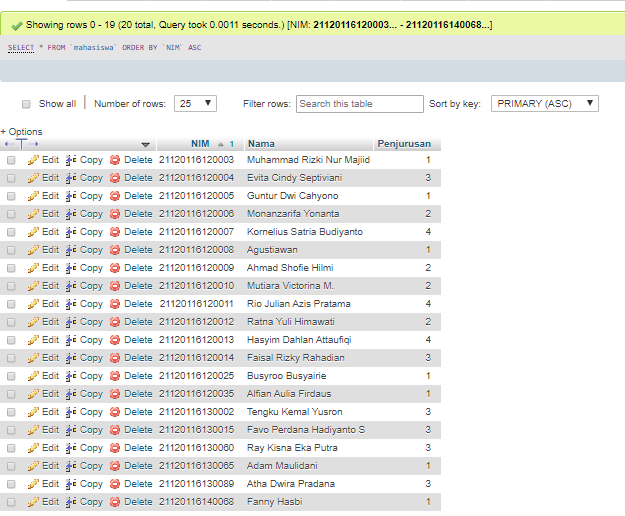 Showing rows 0 - 19 (20 total, Query took 0.0011 seconds.) [NIM: 21120116120003... - 21120116140068...]
SELECT * FROM `mahasiswa` ORDER BY `NIM` ASC
Show all Number of rows: 25 Filter rows: Search this table Sort by key: PRIMARY (ASC)
+ Options
←T→ NIM 1 Nama Penjurusan
Edit Copy Delete 21120116120003 Muhammad Rizki Nur Majiid 1
Edit Copy Delete 21120116120004 Evita Cindy Septiviani 3
Edit Copy Delete 21120116120005 Guntur Dwi Cahyono 1
Edit Copy Delete 21120116120006 Monanzarifa Yonanta 2
Edit Copy Delete 21120116120007 Kornelius Satria Budiyanto 4
Edit Copy Delete 21120116120008 Agustiawan 1
Edit Copy Delete 21120116120009 Ahmad Shofie Hilmi 2
Edit Copy Delete 21120116120010 Mutiara Victorina M. 2
Edit Copy Delete 21120116120011 Rio Julian Azis Pratama 4
Edit Copy Delete 21120116120012 Ratna Yuli Himawati 2
Edit Copy Delete 21120116120013 Hasyim Dahlan Attaufiqi 4
Edit Copy Delete 21120116120014 Faisal Rizky Rahadian 3
Edit Copy Delete 21120116120025 Busyroo Busyairie 1
Edit Copy Delete 21120116120035 Alfian Aulia Firdaus 1
Edit Copy Delete 21120116130002 Tengku Kemal Yusron 3
Edit Copy Delete 21120116130015 Favo Perdana Hadiyanto S 3
Edit Copy Delete 21120116130060 Ray Kisna Eka Putra 3
Edit Copy Delete 21120116130065 Adam Maulidani 1
Edit Copy Delete 21120116130089 Atha Dwira Pradana 3
Edit Copy Delete 21120116140068 Fanny Hasbi 1